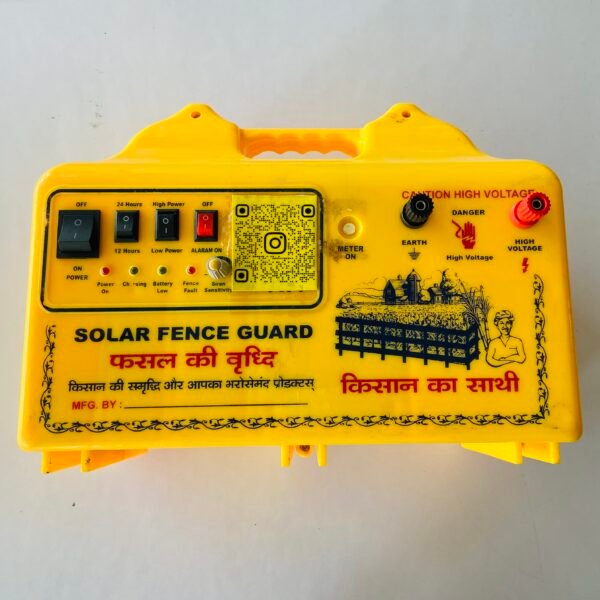 OFF 24 Hours High Power OFF
ON POWER 12 Hours Low Power ALARAM ON
Power On Charging Battery Low Fence Fault Siran Sensitivity
METER ON
CAUTION HIGH VOLTAGE
DANGER
EARTH High Voltage HIGH VOLTAGE
SOLAR FENCE GUARD
फसल की वृध्दि
किसान की समृध्दि और आपका भरोसेमंद प्रोडक्टस्
MFG. BY :
किसान का साथी